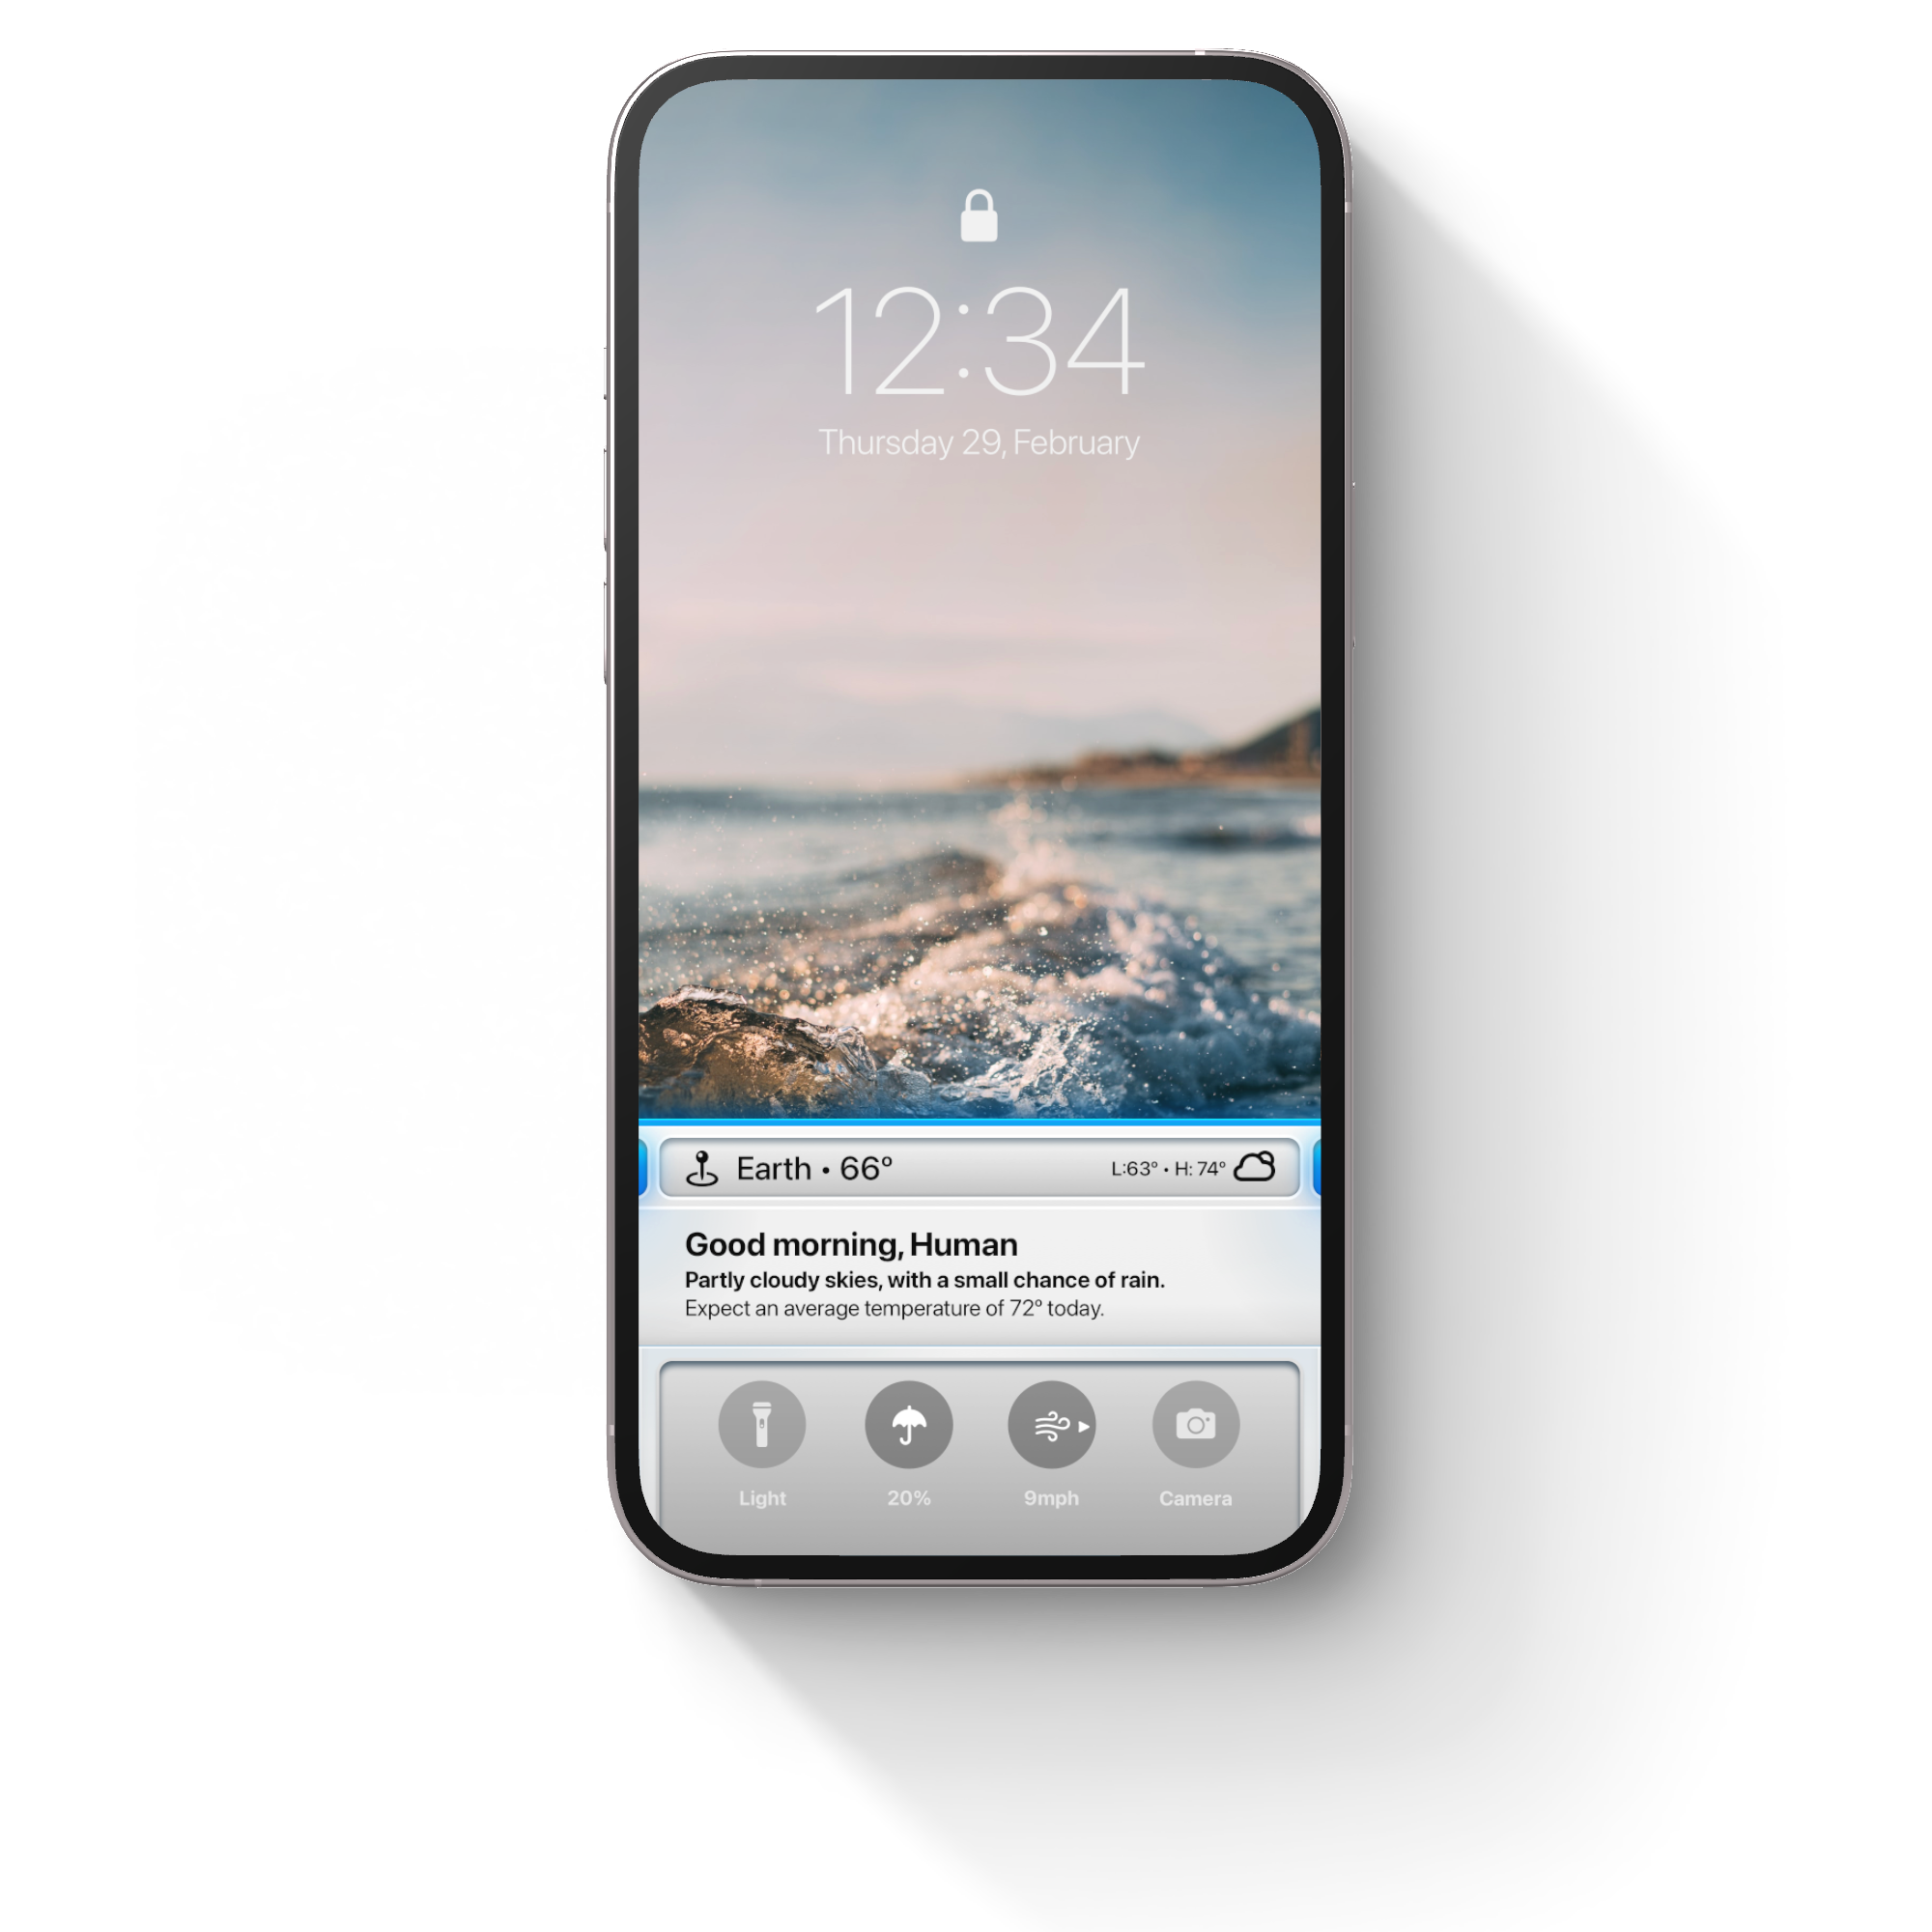 12:34
Thursday 29, February
Earth • 66°
L:63° • H: 74°
Good morning, Human
Partly cloudy skies, with a small chance of rain.
Expect an average temperature of 72° today.
Light
20%
9mph
Camera